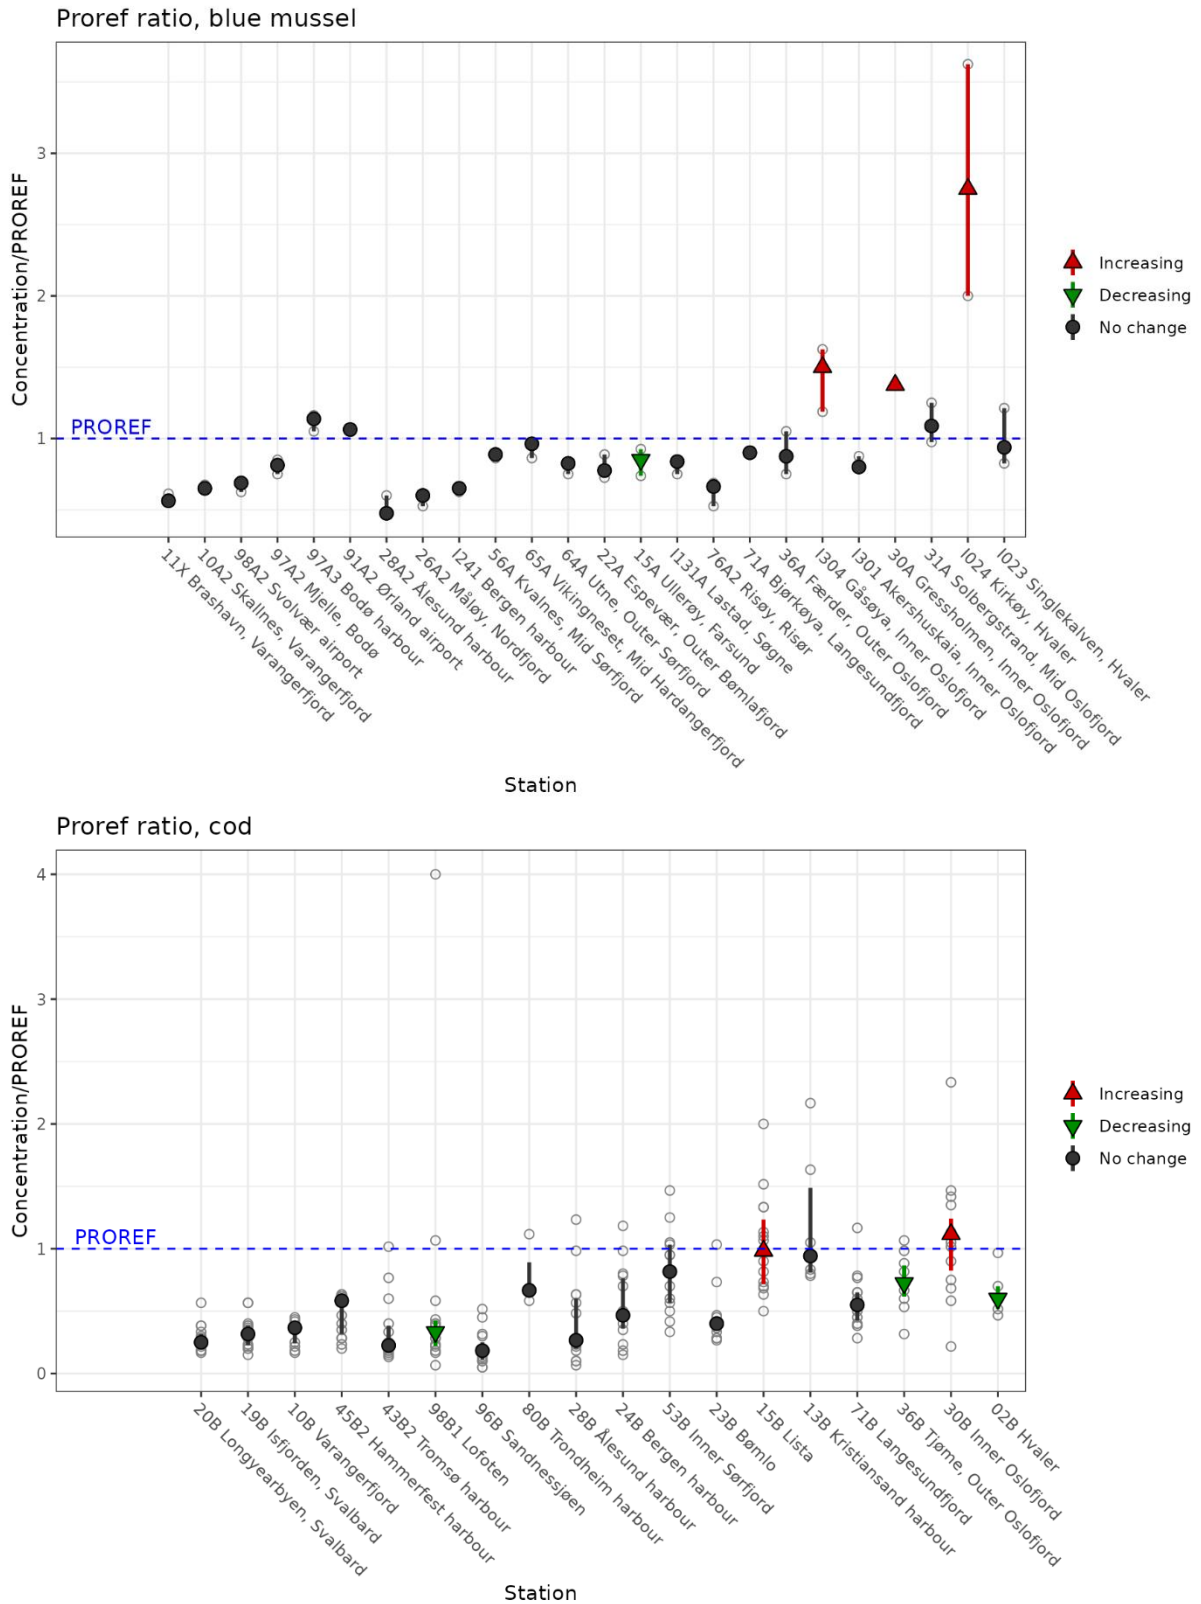 Proref ratio, blue mussel
Concentration/PROREF
3
2
1
PROREF
Increasing
Decreasing
No change
11X Brashavn, Varangerfjord
10A2 Skallnes, Varangerfjord
98A2 Svolvær airport
97A2 Mjelle, Bodø
97A3 Bodø harbour
91A2 Ørland airport
28A2 Ålesund harbour
26A2 Måløy, Nordfjord
I241 Bergen harbour
56A Kvalnes, Mid Sørfjord
65A Vikingneset, Mid Hardangerfjord
64A Utne, Outer Sørfjord
22A Espevær, Outer Bømlafjord
15A Ullerøy, Farsund
I131A Lastad, Søgne
76A2 Risøy, Risør
71A Bjørkøya, Langesundfjord
36A Færder, Outer Oslofjord
I304 Gåsøya, Inner Oslofjord
I301 Akershuskaia, Inner Oslofjord
30A Gressholmen, Inner Oslofjord
31A Solbergstrand, Mid Oslofjord
I024 Kirkøy, Hvaler
I023 Singlekalven, Hvaler
Station
Proref ratio, cod
Concentration/PROREF
4
3
2
1
0
PROREF
Increasing
Decreasing
No change
20B Longyearbyen, Svalbard
19B Isfjorden, Svalbard
10B Varangerfjord
45B2 Hammerfest harbour
43B2 Tromsø harbour
98B1 Lofoten
96B Sandnessjøen
80B Trondheim harbour
28B Ålesund harbour
24B Bergen harbour
53B Inner Sørfjord
23B Bømlo
15B Lista
13B Kristiansand harbour
71B Langesundfjord
36B Tjøme, Outer Oslofjord
30B Inner Oslofjord
02B Hvaler
Station